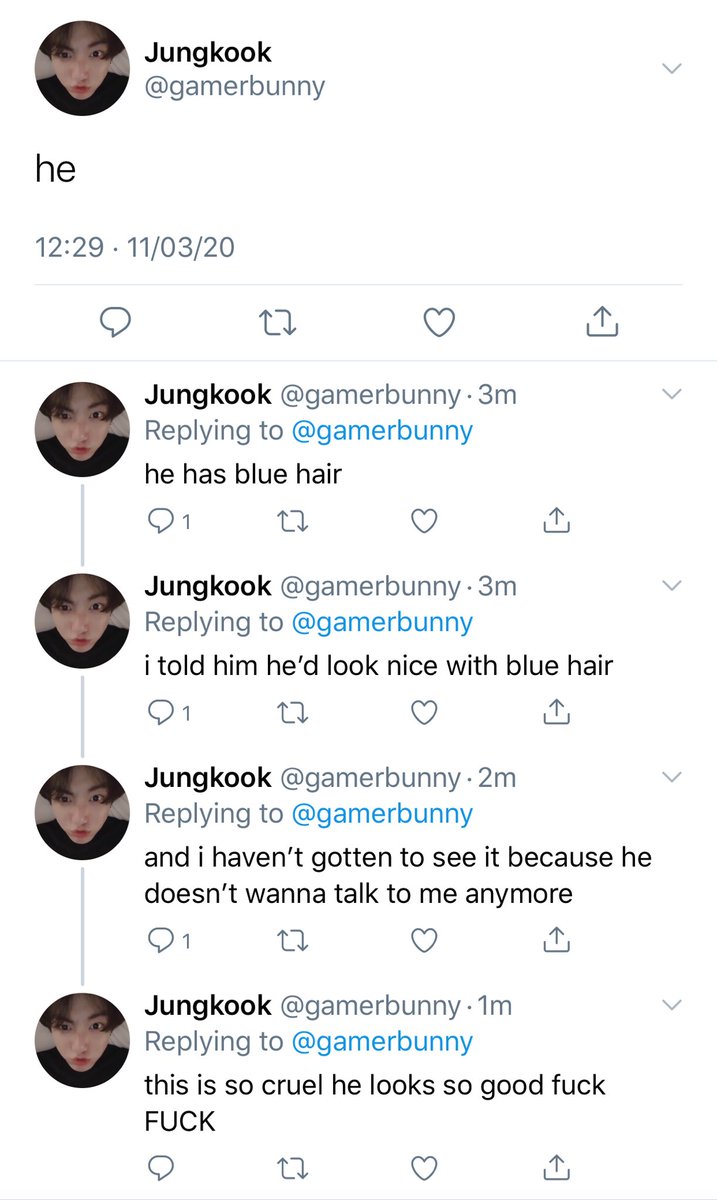 Jungkook
@gamerbunny
he
12:29 · 11/03/20
Jungkook @gamerbunny · 3m
Replying to @gamerbunny
he has blue hair
1
Jungkook @gamerbunny · 3m
Replying to @gamerbunny
i told him he’d look nice with blue hair
1
Jungkook @gamerbunny · 2m
Replying to @gamerbunny
and i haven’t gotten to see it because he
doesn’t wanna talk to me anymore
1
Jungkook @gamerbunny · 1m
Replying to @gamerbunny
this is so cruel he looks so good fuck
FUCK